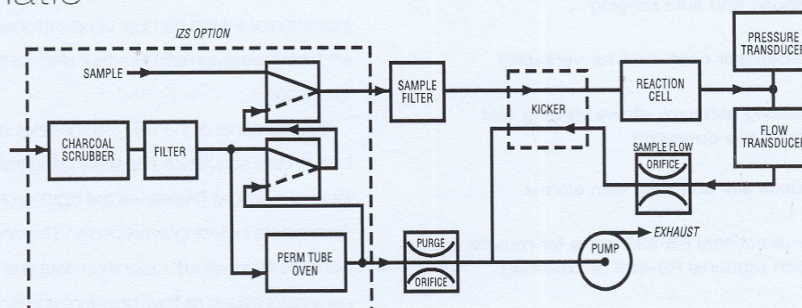 IZS OPTION
SAMPLE
CHARCOAL
SCRUBBER
FILTER
PERM TUBE
OVEN
SAMPLE
FILTER
PURGE
ORIFICE
KICKER
REACTION
CELL
PRESSURE
TRANSDUCER
FLOW
TRANSDUCER
SAMPLE FLOW
ORIFICE
EXHAUST
PUMP